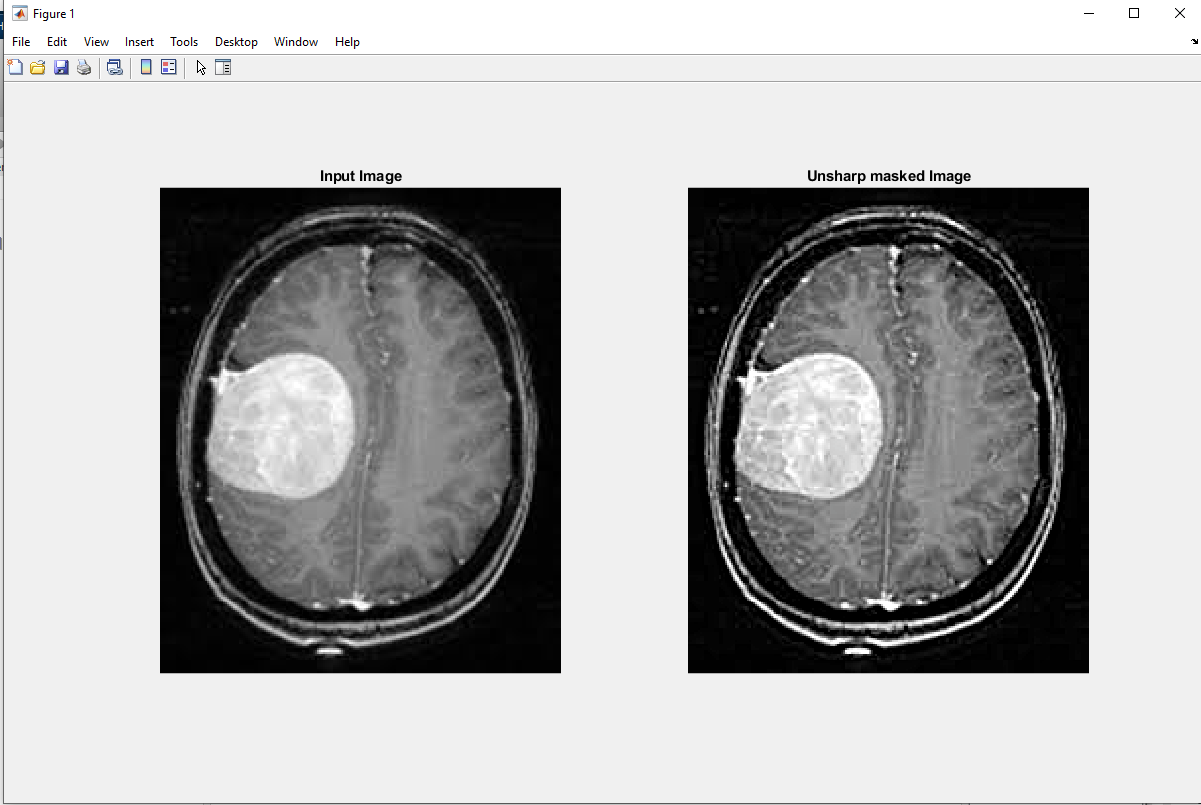 Figure 1
File Edit View Insert Tools Desktop Window Help
Input Image
Unsharp masked Image